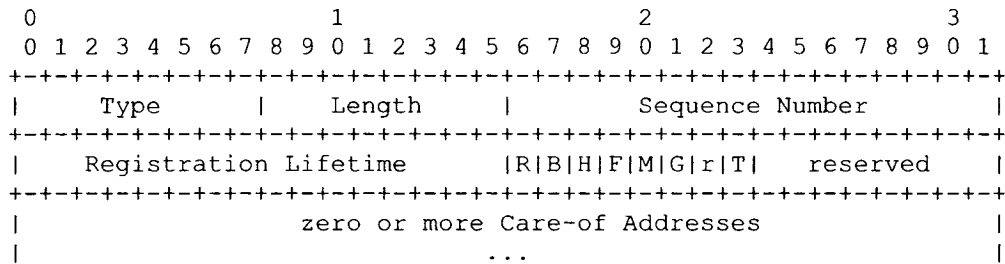 0                   1                   2                   3
 0 1 2 3 4 5 6 7 8 9 0 1 2 3 4 5 6 7 8 9 0 1 2 3 4 5 6 7 8 9 0 1
+-+-+-+-+-+-+-+-+-+-+-+-+-+-+-+-+-+-+-+-+-+-+-+-+-+-+-+-+-+-+-+-+
|     Type      |    Length     |        Sequence Number        |
+-+-+-+-+-+-+-+-+-+-+-+-+-+-+-+-+-+-+-+-+-+-+-+-+-+-+-+-+-+-+-+-+
|    Registration Lifetime      |R|B|H|F|M|G|r|T|   reserved    |
+-+-+-+-+-+-+-+-+-+-+-+-+-+-+-+-+-+-+-+-+-+-+-+-+-+-+-+-+-+-+-+-+
|                  zero or more Care-of Addresses               |
|                              ...                              |